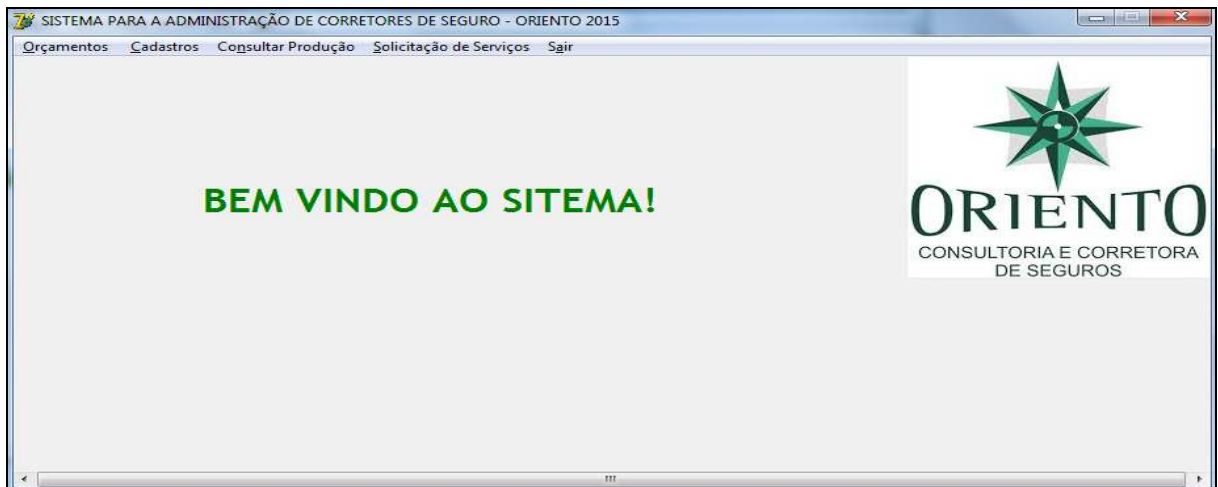 SISTEMA PARA A ADMINISTRAÇÃO DE CORRETORES DE SEGURO - ORIENTO 2015
Orçamentos Cadastros Consultar Produção Solicitação de Serviços Sair
BEM VINDO AO SITEMA!
ORIENTO
CONSULTORIA E CORRETORA
DE SEGUROS